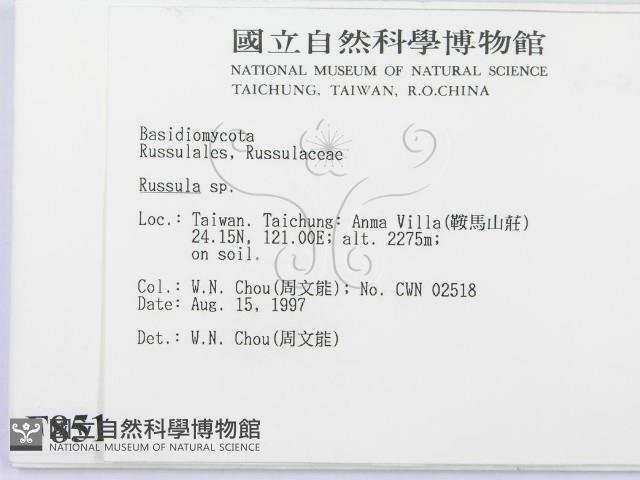 國立自然科學博物館
NATIONAL MUSEUM OF NATURAL SCIENCE
TAICHUNG, TAIWAN, R.O.CHINA
Basidiomycota
Russulales, Russulaceae
Russula sp.
Loc.: Taiwan. Taichung: Anma Villa(鞍馬山莊)
24.15N, 121.00E; alt. 2275m;
on soil.
Col.: W.N. Chou(周文能); No. CWN 02518
Date: Aug. 15, 1997
Det.: W.N. Chou(周文能)
F851
國立自然科學博物館
NATIONAL MUSEUM OF NATURAL SCIENCE